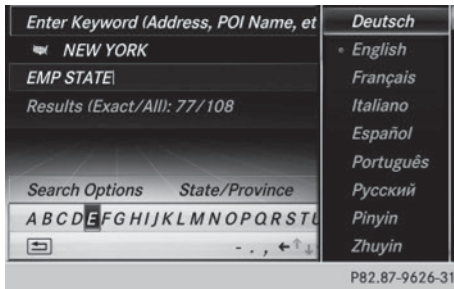 Enter Keyword (Address, POI Name, et
NEW YORK
EMP STATE
Results (Exact/All): 77/108
Search Options State/Province
A B C D E F G H I J K L M N O P Q R S T U
- . , ←↑↓
Deutsch
English
Français
Italiano
Español
Português
Русский
Pinyin
Zhuyin
P82.87-9626-31